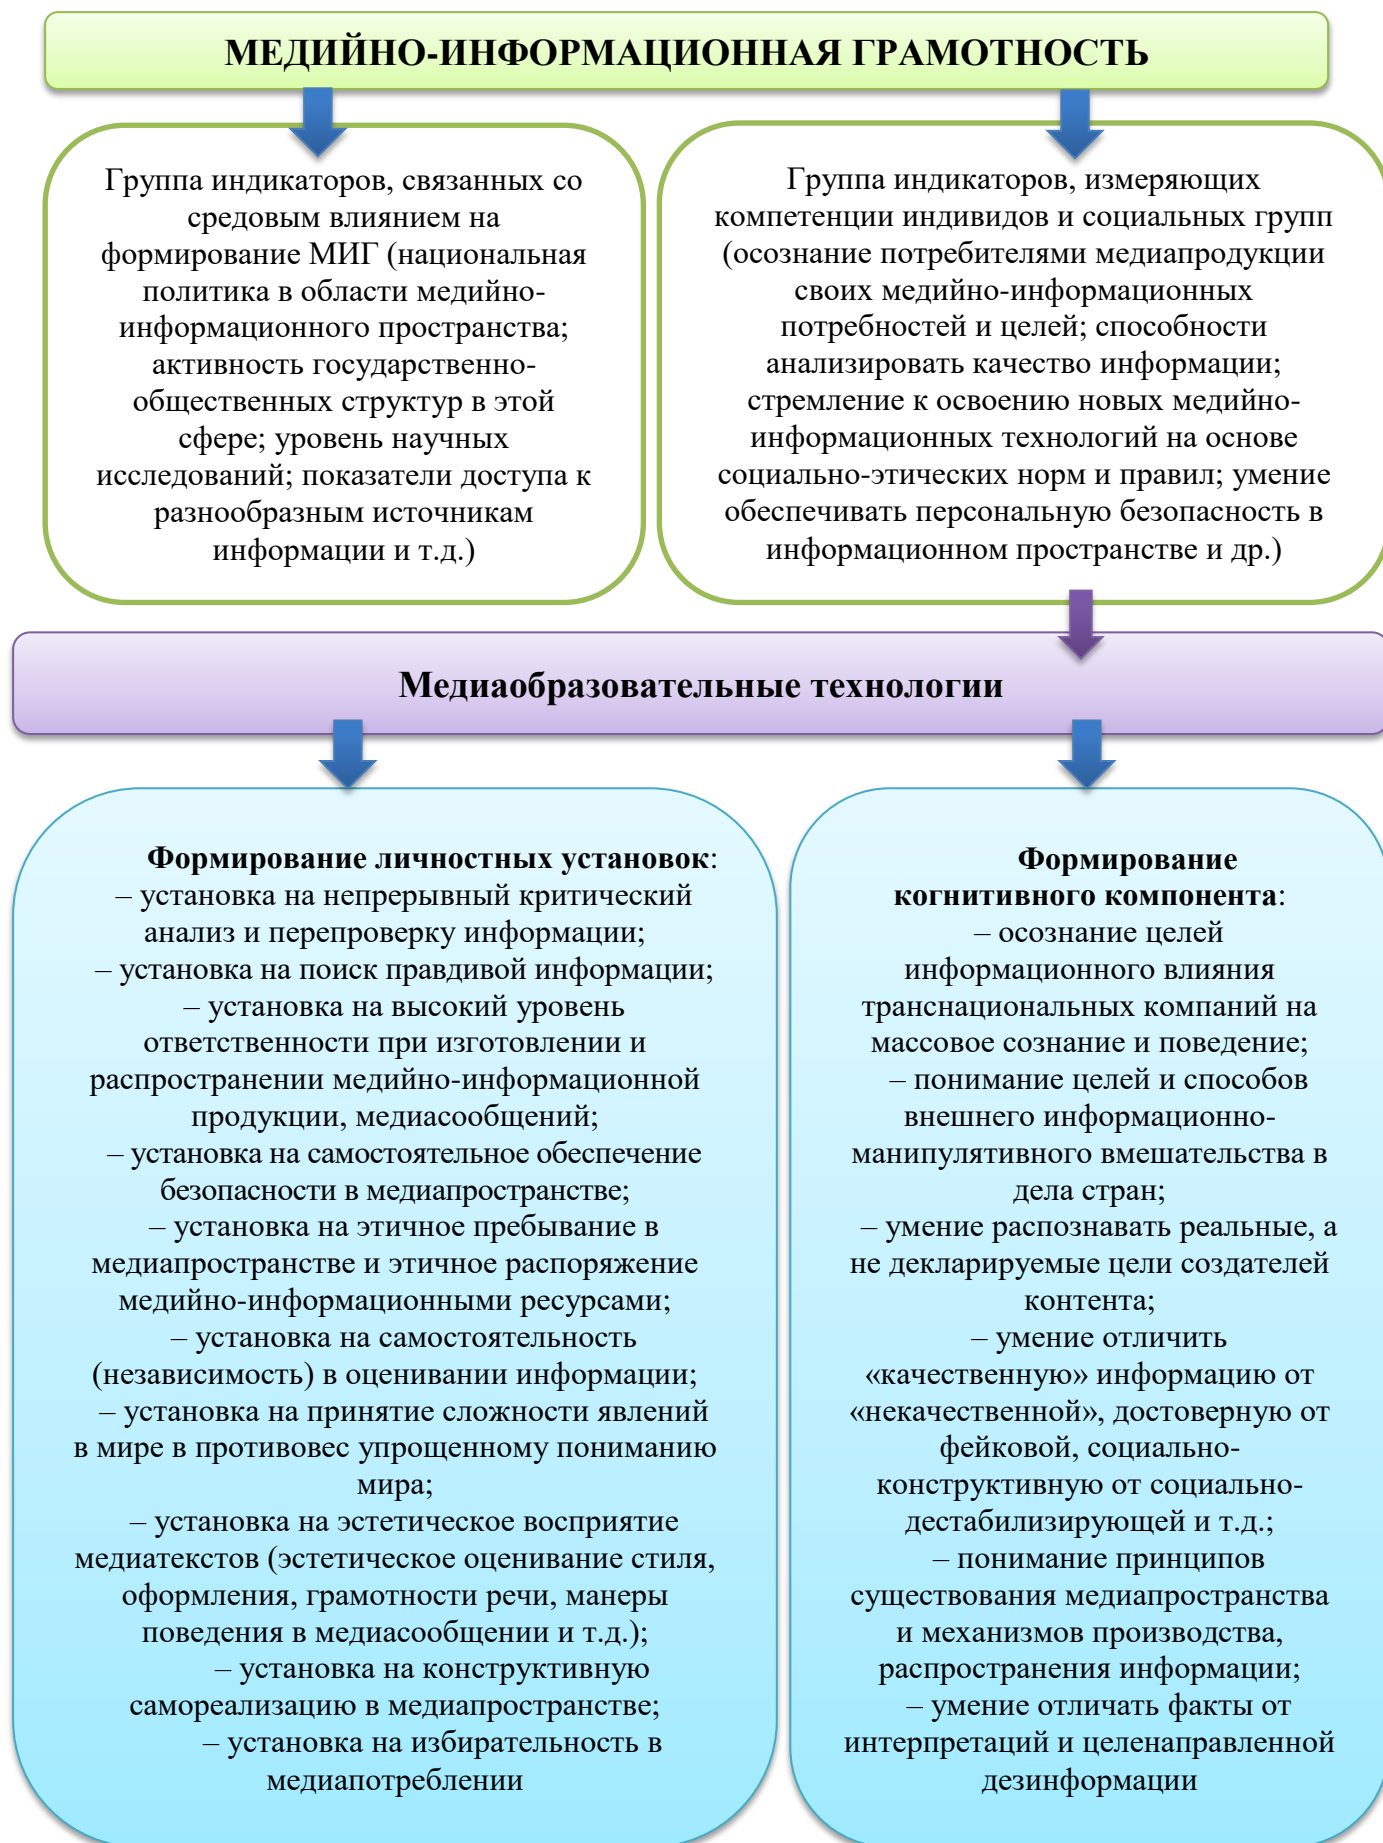 МЕДИЙНО-ИНФОРМАЦИОННАЯ ГРАМОТНОСТЬ
Группа индикаторов, связанных со
средовым влиянием на
формирование МИГ (национальная
политика в области медийно-
информационного пространства;
активность государственно-
общественных структур в этой
сфере; уровень научных
исследований; показатели доступа к
разнообразным источникам
информации и т.д.)
Группа индикаторов, измеряющих
компетенции индивидов и социальных групп
(осознание потребителями медиапродукции
своих медийно-информационных
потребностей и целей; способности
анализировать качество информации;
стремление к освоению новых медийно-
информационных технологий на основе
социально-этических норм и правил; умение
обеспечивать персональную безопасность в
информационном пространстве и др.)
Медиаобразовательные технологии
Формирование личностных установок:
– установка на непрерывный критический
анализ и перепроверку информации;
– установка на поиск правдивой информации;
– установка на высокий уровень
ответственности при изготовлении и
распространении медийно-информационной
продукции, медиасообщений;
– установка на самостоятельное обеспечение
безопасности в медиапространстве;
– установка на этичное пребывание в
медиапространстве и этичное распоряжение
медийно-информационными ресурсами;
– установка на самостоятельность
(независимость) в оценивании информации;
– установка на принятие сложности явлений
в мире в противовес упрощенному пониманию
мира;
– установка на эстетическое восприятие
медиатекстов (эстетическое оценивание стиля,
оформления, грамотности речи, манеры
поведения в медиасообщении и т.д.);
– установка на конструктивную
самореализацию в медиапространстве;
– установка на избирательность в
медиапотреблении
Формирование
когнитивного компонента:
– осознание целей
информационного влияния
транснациональных компаний на
массовое сознание и поведение;
– понимание целей и способов
внешнего информационно-
манипулятивного вмешательства в
дела стран;
– умение распознавать реальные, а
не декларируемые цели создателей
контента;
– умение отличить
«качественную» информацию от
«некачественной», достоверную от
фейковой, социально-
конструктивную от социально-
дестабилизирующей и т.д.;
– понимание принципов
существования медиапространства
и механизмов производства,
распространения информации;
– умение отличать факты от
интерпретаций и целенаправленной
дезинформации